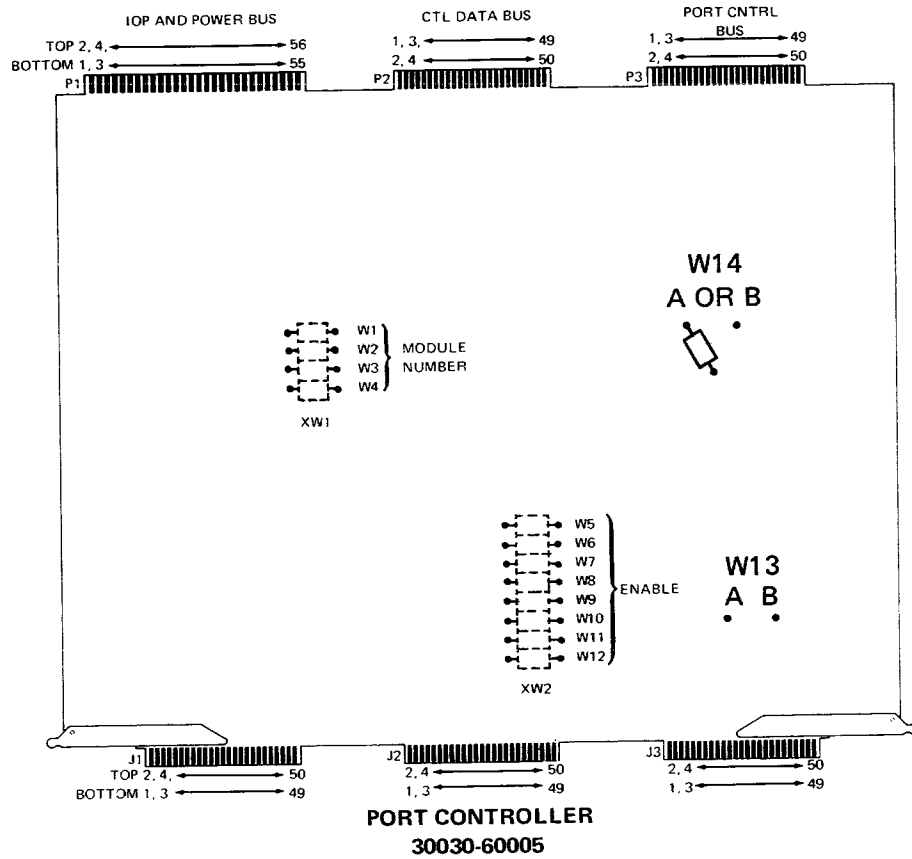 IOP AND POWER BUS
TOP 2, 4, 56
BOTTOM 1, 3 55
P1
CTL DATA BUS
1, 3, 49
2, 4 50
P2
PORT CNTRL
BUS
1, 3 49
2, 4 50
P3
W14
A OR B
W1
W2
W3
W4
MODULE
NUMBER
XW1
W5
W6
W7
W8
W9
W10
W11
W12
ENABLE
XW2
W13
A B
J1
TOP 2, 4, 50
BOTTOM 1, 3 49
J2
2, 4 50
1, 3 49
J3
2, 4 50
1, 3 49
PORT CONTROLLER
30030-60005